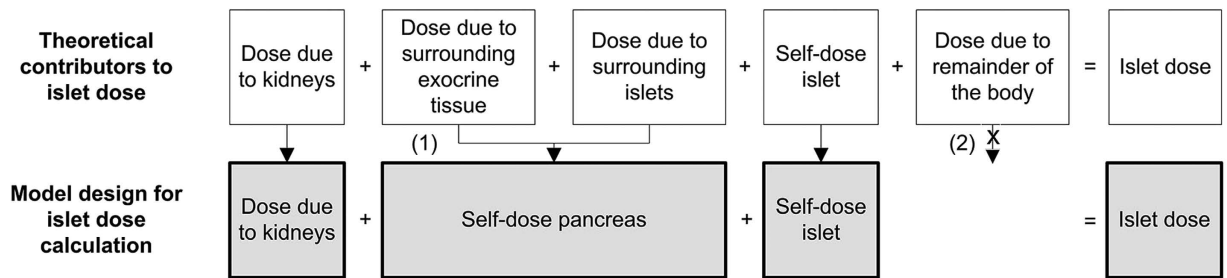 Theoretical
contributors to
islet dose
Dose due
to kidneys
+
Dose due to
surrounding
exocrine
tissue
+
Dose due to
surrounding
islets
+
Self-dose
islet
+
Dose due to
remainder of
the body
=
Islet dose
(1)
(2)
x
Model design for
islet dose
calculation
Dose due
to kidneys
+
Self-dose pancreas
+
Self-dose
islet
=
Islet dose